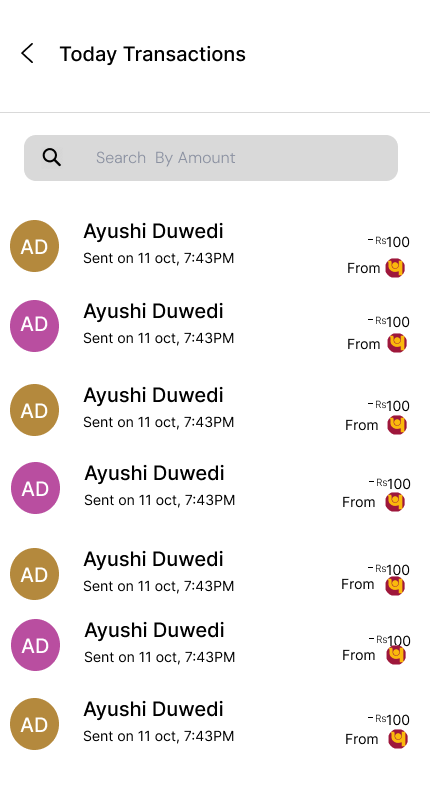 Today Transactions
Search By Amount
AD
Ayushi Duwedi
-Rs100
Sent on 11 oct, 7:43PM
From
AD
Ayushi Duwedi
-Rs100
Sent on 11 oct, 7:43PM
From
AD
Ayushi Duwedi
-Rs100
Sent on 11 oct, 7:43PM
From
AD
Ayushi Duwedi
-Rs100
Sent on 11 oct, 7:43PM
From
AD
Ayushi Duwedi
-Rs100
Sent on 11 oct, 7:43PM
From
AD
Ayushi Duwedi
-Rs100
Sent on 11 oct, 7:43PM
From
AD
Ayushi Duwedi
-Rs100
Sent on 11 oct, 7:43PM
From